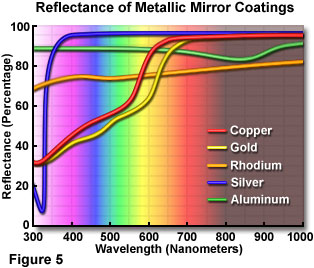 Reflectance of Metallic Mirror Coatings
Reflectance (Percentage)
100
80
60
40
20
0
Copper
Gold
Rhodium
Silver
Aluminum
300 400 500 600 700 800 900 1000
Wavelength (Nanometers)
Figure 5